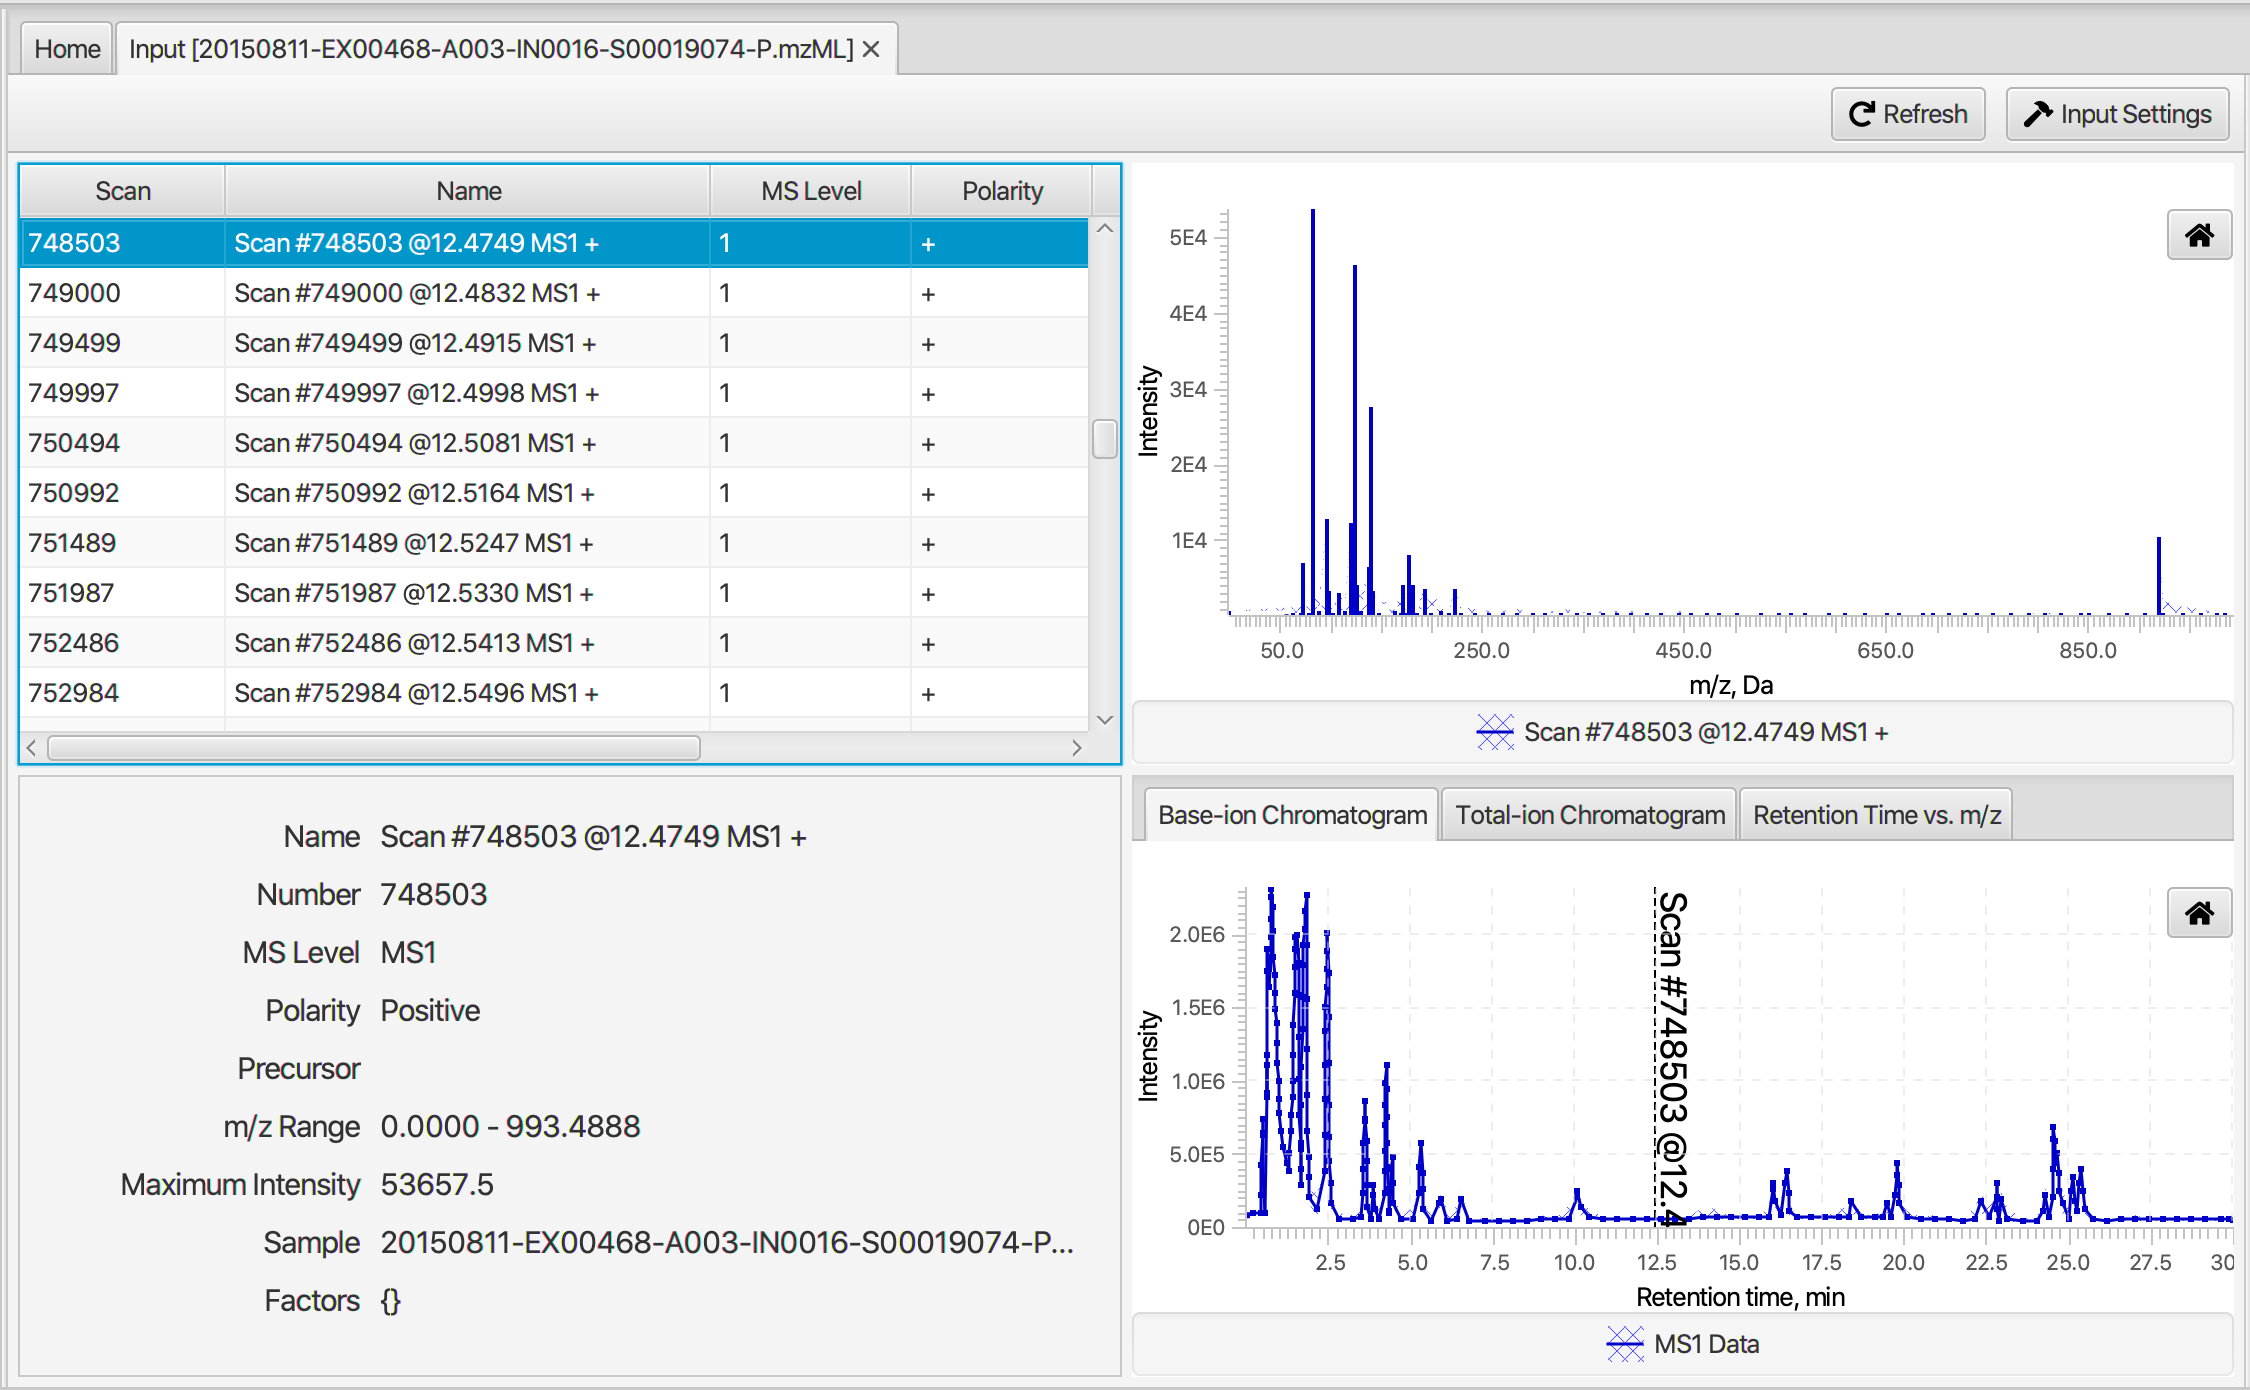 Home
Input [20150811-EX00468-A003-IN0016-S00019074-P.mzML]
Refresh
Input Settings
Scan Name MS Level Polarity
748503 Scan #748503 @12.4749 MS1 + 1 +
749000 Scan #749000 @12.4832 MS1 + 1 +
749499 Scan #749499 @12.4915 MS1 + 1 +
749997 Scan #749997 @12.4998 MS1 + 1 +
750494 Scan #750494 @12.5081 MS1 + 1 +
750992 Scan #750992 @12.5164 MS1 + 1 +
751489 Scan #751489 @12.5247 MS1 + 1 +
751987 Scan #751987 @12.5330 MS1 + 1 +
752486 Scan #752486 @12.5413 MS1 + 1 +
752984 Scan #752984 @12.5496 MS1 + 1 +
Intensity
5E4
4E4
3E4
2E4
1E4
50.0 250.0 450.0 650.0 850.0
m/z, Da
Scan #748503 @12.4749 MS1 +
Name Scan #748503 @12.4749 MS1 +
Number 748503
MS Level MS1
Polarity Positive
Precursor
m/z Range 0.0000 - 993.4888
Maximum Intensity 53657.5
Sample 20150811-EX00468-A003-IN0016-S00019074-P...
Factors {}
Base-ion Chromatogram
Total-ion Chromatogram
Retention Time vs. m/z
Intensity
2.0E6
1.5E6
1.0E6
5.0E5
0E0
Scan #748503 @12.4
2.5 5.0 7.5 10.0 12.5 15.0 17.5 20.0 22.5 25.0 27.5 30
Retention time, min
MS1 Data